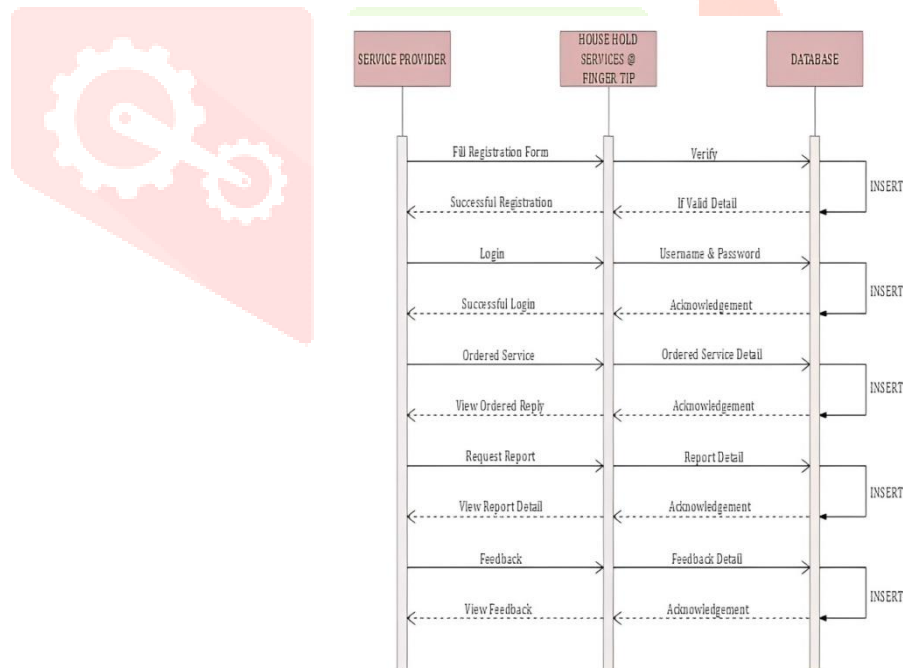 SERVICE PROVIDER
HOUSE HOLD
SERVICES @
FINGER TIP
DATABASE
Fill Registration Form
Verify
INSERT
Successful Registration
If Valid Detail
Login
Username & Password
INSERT
Successful Login
Acknowledgement
Ordered Service
Ordered Service Detail
INSERT
View Ordered Reply
Acknowledgement
Request Report
Report Detail
INSERT
View Report Detail
Acknowledgement
Feedback
Feedback Detail
INSERT
View Feedback
Acknowledgement